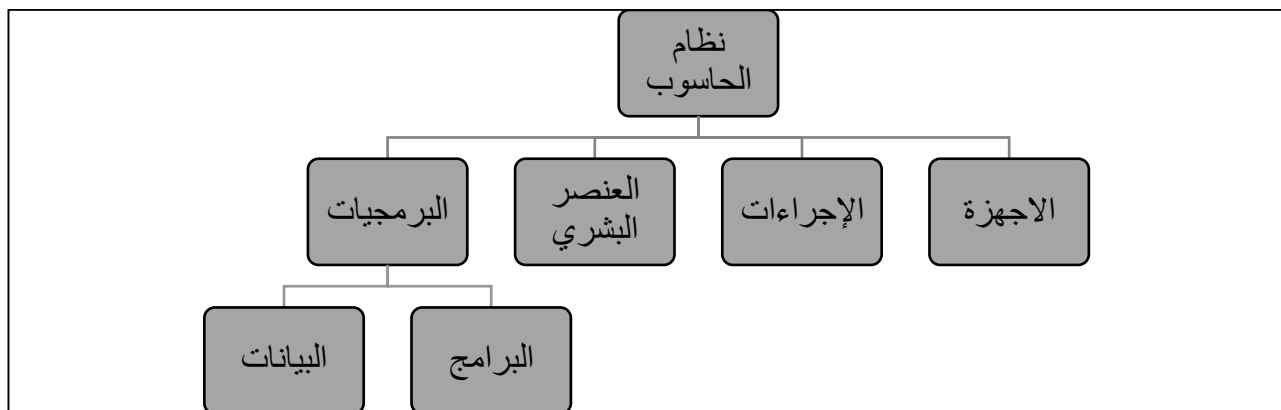 نظام
الحاسوب
الاجهزة
الإجراءات
العنصر
البشري
البرمجيات
البرامج
البيانات